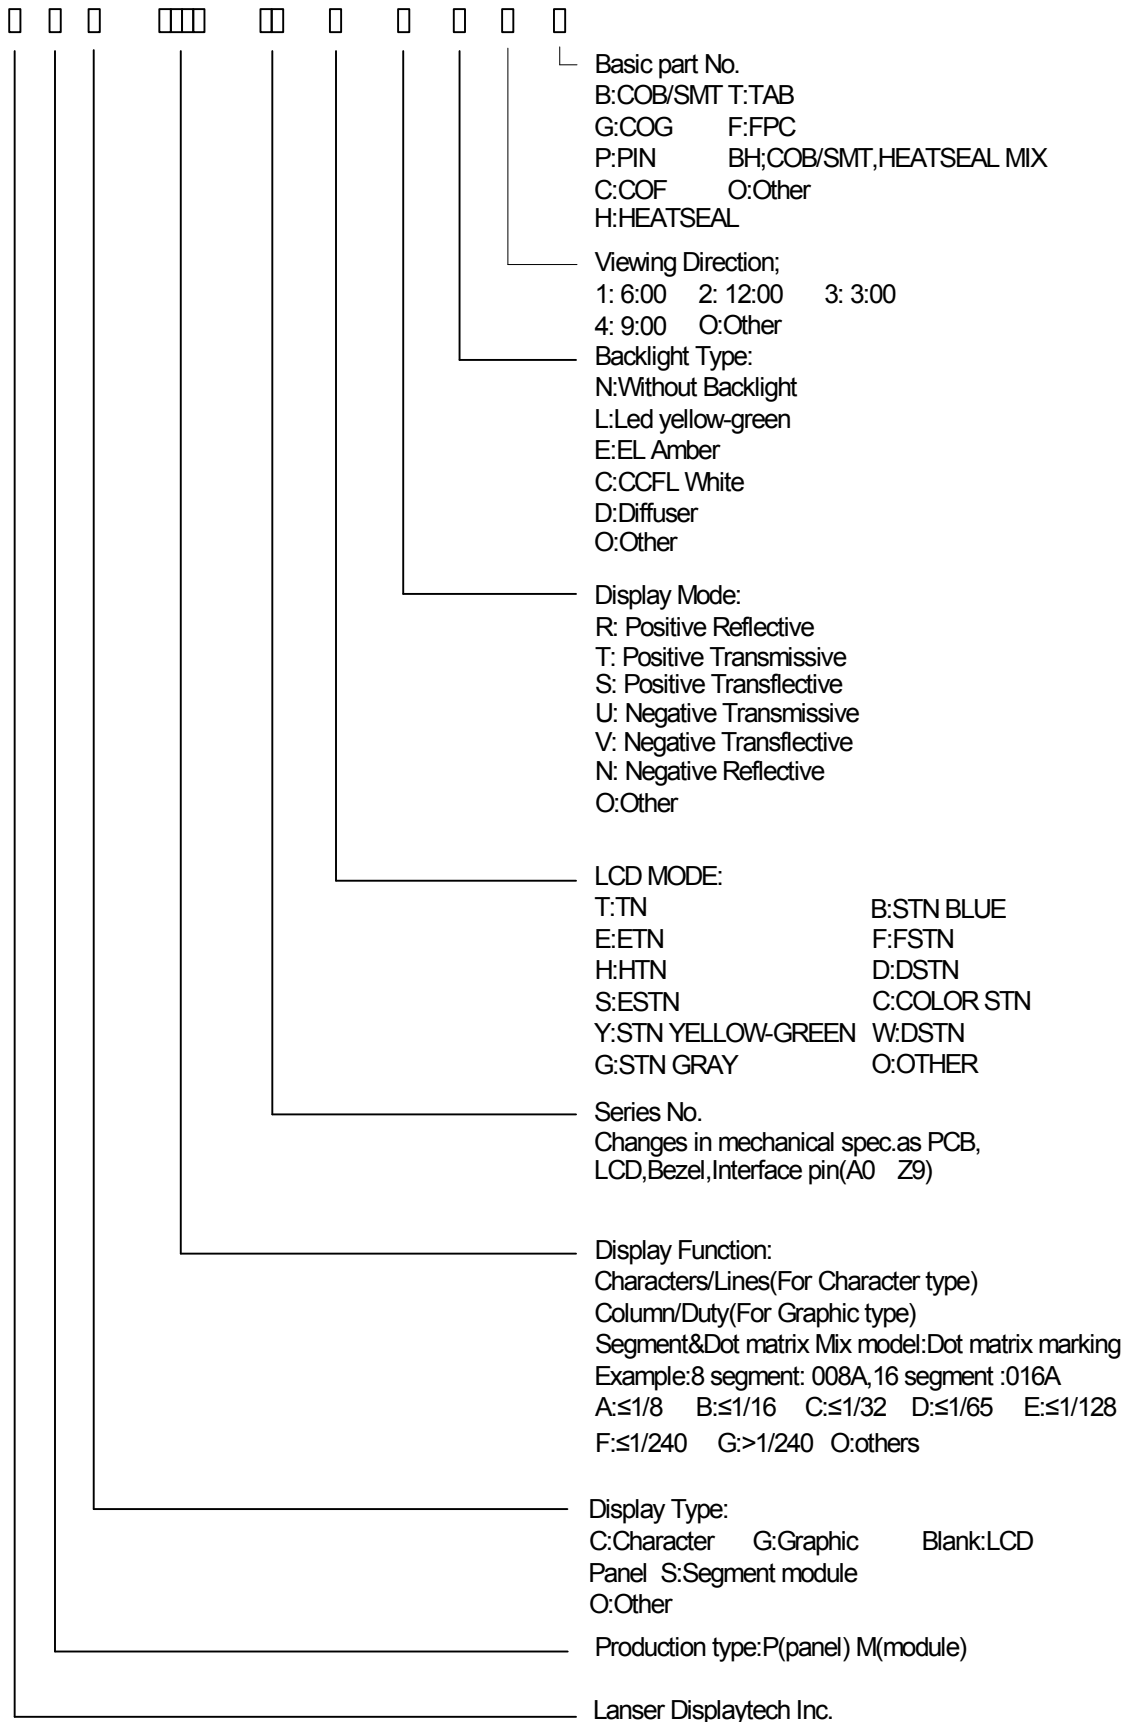 Basic part No.
B:COB/SMT T:TAB
G:COG F:FPC
P:PIN BH;COB/SMT,HEATSEAL MIX
C:COF O:Other
H:HEATSEAL
Viewing Direction;
1: 6:00 2: 12:00 3: 3:00
4: 9:00 O:Other
Backlight Type:
N:Without Backlight
L:Led yellow-green
E:EL Amber
C:CCFL White
D:Diffuser
O:Other
Display Mode:
R: Positive Reflective
T: Positive Transmissive
S: Positive Transflective
U: Negative Transmissive
V: Negative Transflective
N: Negative Reflective
O:Other
LCD MODE:
T:TN B:STN BLUE
E:ETN F:FSTN
H:HTN D:DSTN
S:ESTN C:COLOR STN
Y:STN YELLOW-GREEN W:DSTN
G:STN GRAY O:OTHER
Series No.
Changes in mechanical spec.as PCB,
LCD,Bezel,Interface pin(A0 Z9)
Display Function:
Characters/Lines(For Character type)
Column/Duty(For Graphic type)
Segment&Dot matrix Mix model:Dot matrix marking
Example:8 segment: 008A,16 segment :016A
A:≤1/8 B:≤1/16 C:≤1/32 D:≤1/65 E:≤1/128
F:≤1/240 G:>1/240 O:others
Display Type:
C:Character G:Graphic Blank:LCD
Panel S:Segment module
O:Other
Production type:P(panel) M(module)
Lanser Displaytech Inc.